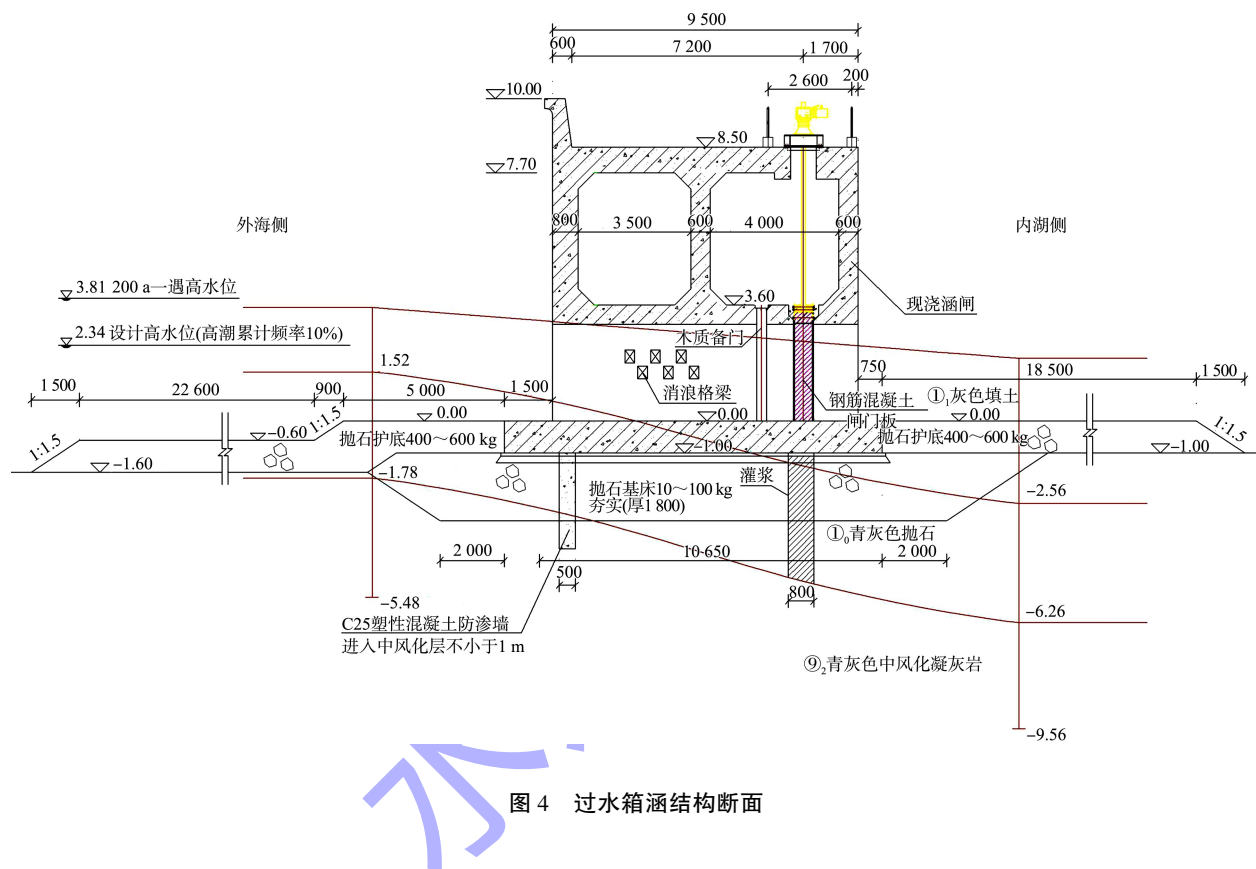 9 500
600
7 200
1 700
2 600
200
10.00
8.50
7.70
外海侧
内湖侧
800
3 500
600
4 000
600
3.81 200 a一遇高水位
3.60
现浇涵闸
2.34 设计高水位(高潮累计频率10%)
木质备门
1.52
750
18 500
1 500
1 500
22 600
900
5 000
1 500
消浪格梁
钢筋混凝土
闸门板
①₁灰色填土
0.00
0.00
0.00
1:1.5
1:1.5
1:1.5
−0.60
抛石护底400～600 kg
−1.00
抛石护底400～600 kg
−1.00
−1.60
−1.78
灌浆
抛石基床10～100 kg
夯实(厚1 800)
−2.56
①₀青灰色抛石
2 000
10 650
2 000
500
800
−5.48
−6.26
C25塑性混凝土防渗墙
进入中风化层不小于1 m
⑨₂青灰色中风化凝灰岩
−9.56
水
图 4 过水箱涵结构断面